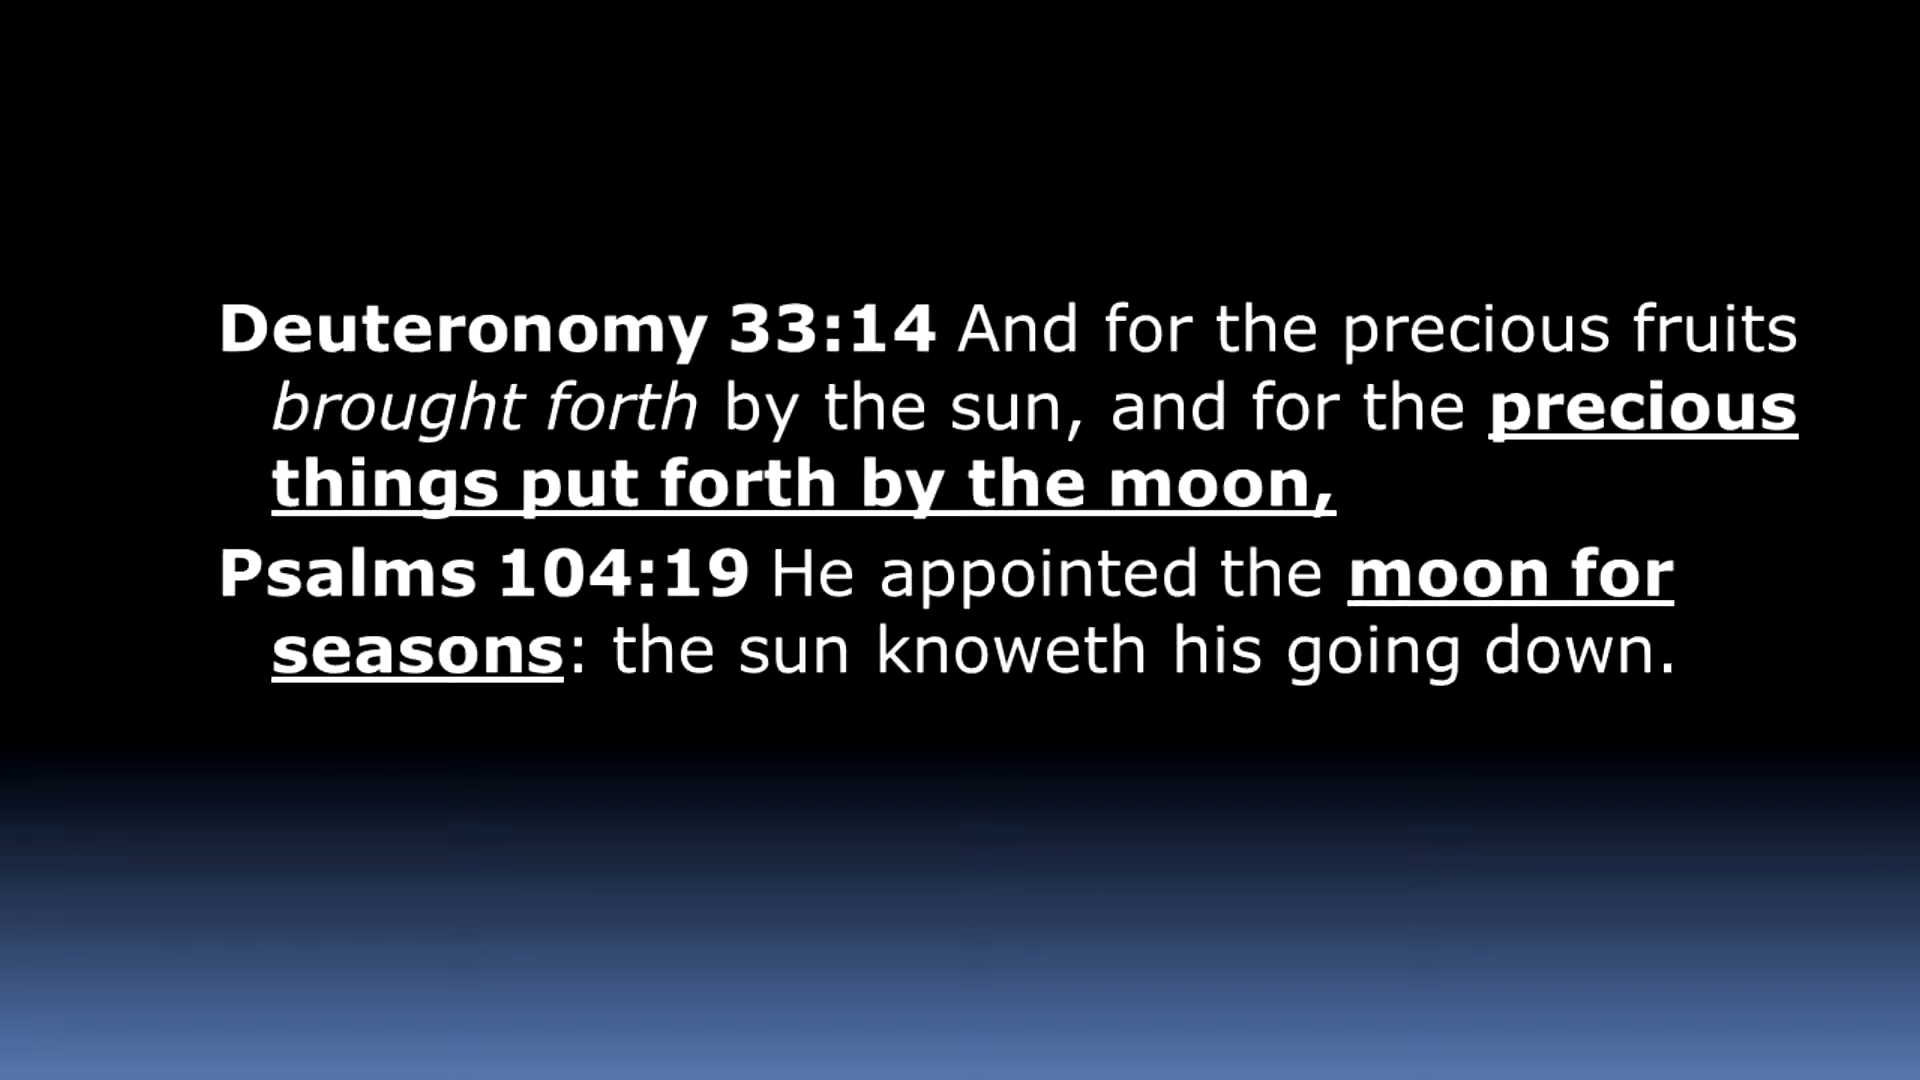 Deuteronomy 33:14 And for the precious fruits
brought forth by the sun, and for the precious
things put forth by the moon,
Psalms 104:19 He appointed the moon for
seasons: the sun knoweth his going down.